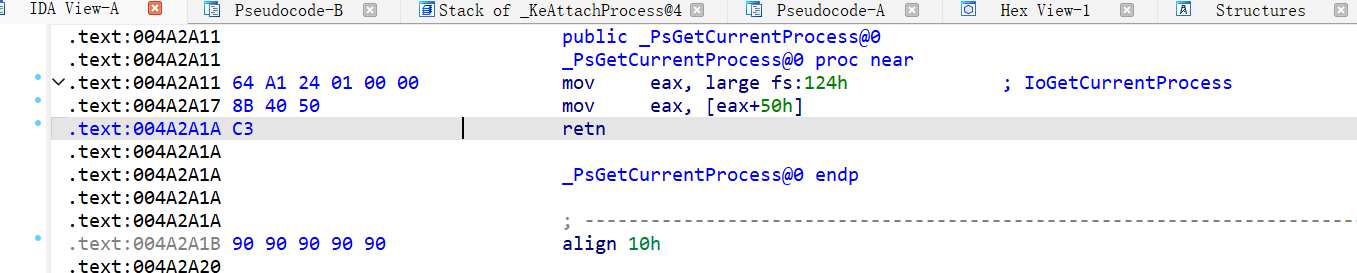 IDA View-A Pseudocode-B Stack of _KeAttachProcess@4 Pseudocode-A Hex View-1 Structures
.text:004A2A11 public _PsGetCurrentProcess@0
.text:004A2A11 _PsGetCurrentProcess@0 proc near
.text:004A2A11 64 A1 24 01 00 00 mov eax, large fs:124h ; IoGetCurrentProcess
.text:004A2A17 8B 40 50 mov eax, [eax+50h]
.text:004A2A1A C3 retn
.text:004A2A1A
.text:004A2A1A _PsGetCurrentProcess@0 endp
.text:004A2A1A
.text:004A2A1A ; ---------------------------------------------------------------------------
.text:004A2A1B 90 90 90 90 90 align 10h
.text:004A2A20